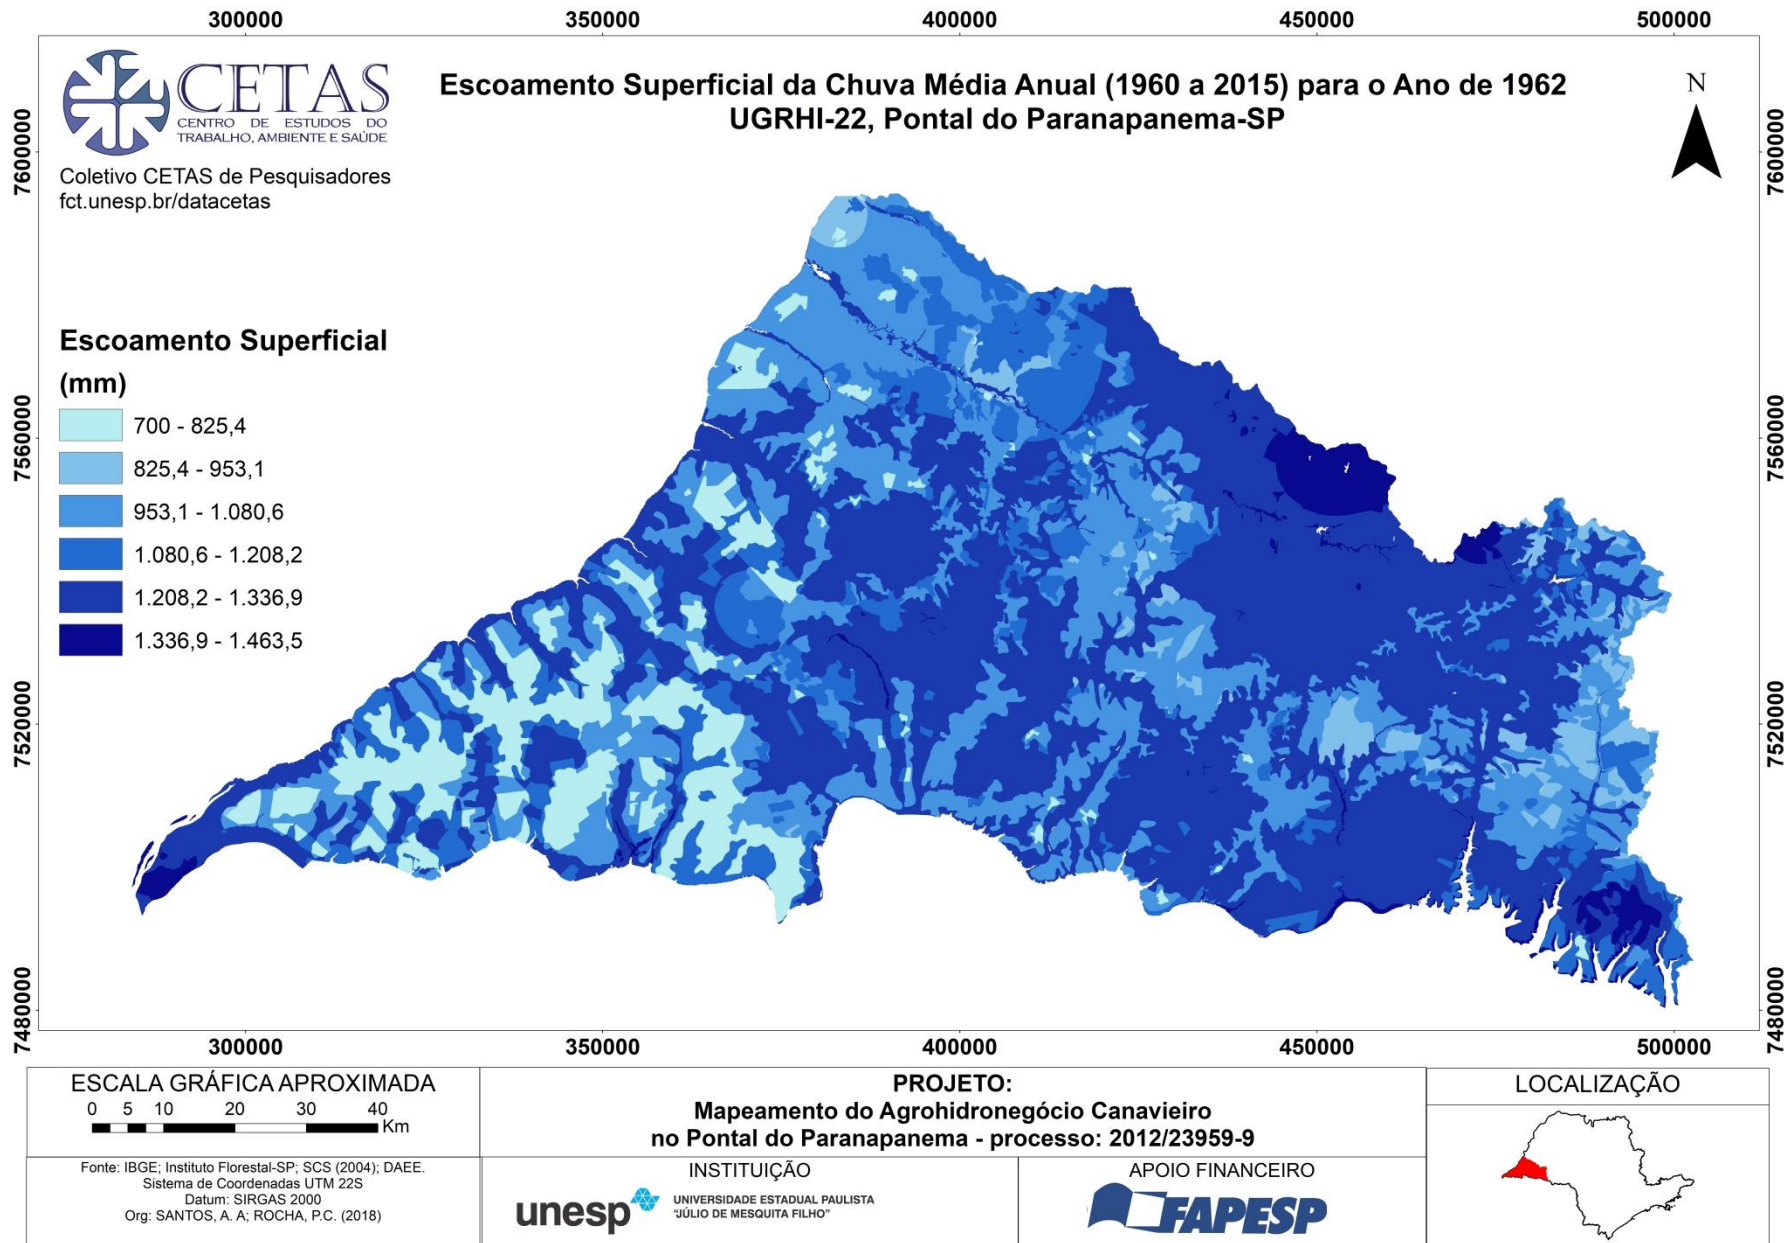 300000 350000 400000 450000 500000
CETAS
CENTRO DE ESTUDOS DO
TRABALHO, AMBIENTE E SAÚDE
Coletivo CETAS de Pesquisadores
fct.unesp.br/datacetas
Escoamento Superficial da Chuva Média Anual (1960 a 2015) para o Ano de 1962
UGRHI-22, Pontal do Paranapanema-SP
N
7600000 7600000
7560000 7560000
7520000 7520000
7480000 7480000
Escoamento Superficial
(mm)
700 - 825,4
825,4 - 953,1
953,1 - 1.080,6
1.080,6 - 1.208,2
1.208,2 - 1.336,9
1.336,9 - 1.463,5
300000 350000 400000 450000 500000
ESCALA GRÁFICA APROXIMADA
0 5 10 20 30 40
Km
Fonte: IBGE; Instituto Florestal-SP; SCS (2004); DAEE.
Sistema de Coordenadas UTM 22S
Datum: SIRGAS 2000
Org: SANTOS, A. A; ROCHA, P.C. (2018)
PROJETO:
Mapeamento do Agrohidronegócio Canavieiro
no Pontal do Paranapanema - processo: 2012/23959-9
INSTITUIÇÃO
unesp
UNIVERSIDADE ESTADUAL PAULISTA
"JÚLIO DE MESQUITA FILHO"
APOIO FINANCEIRO
FAPESP
LOCALIZAÇÃO